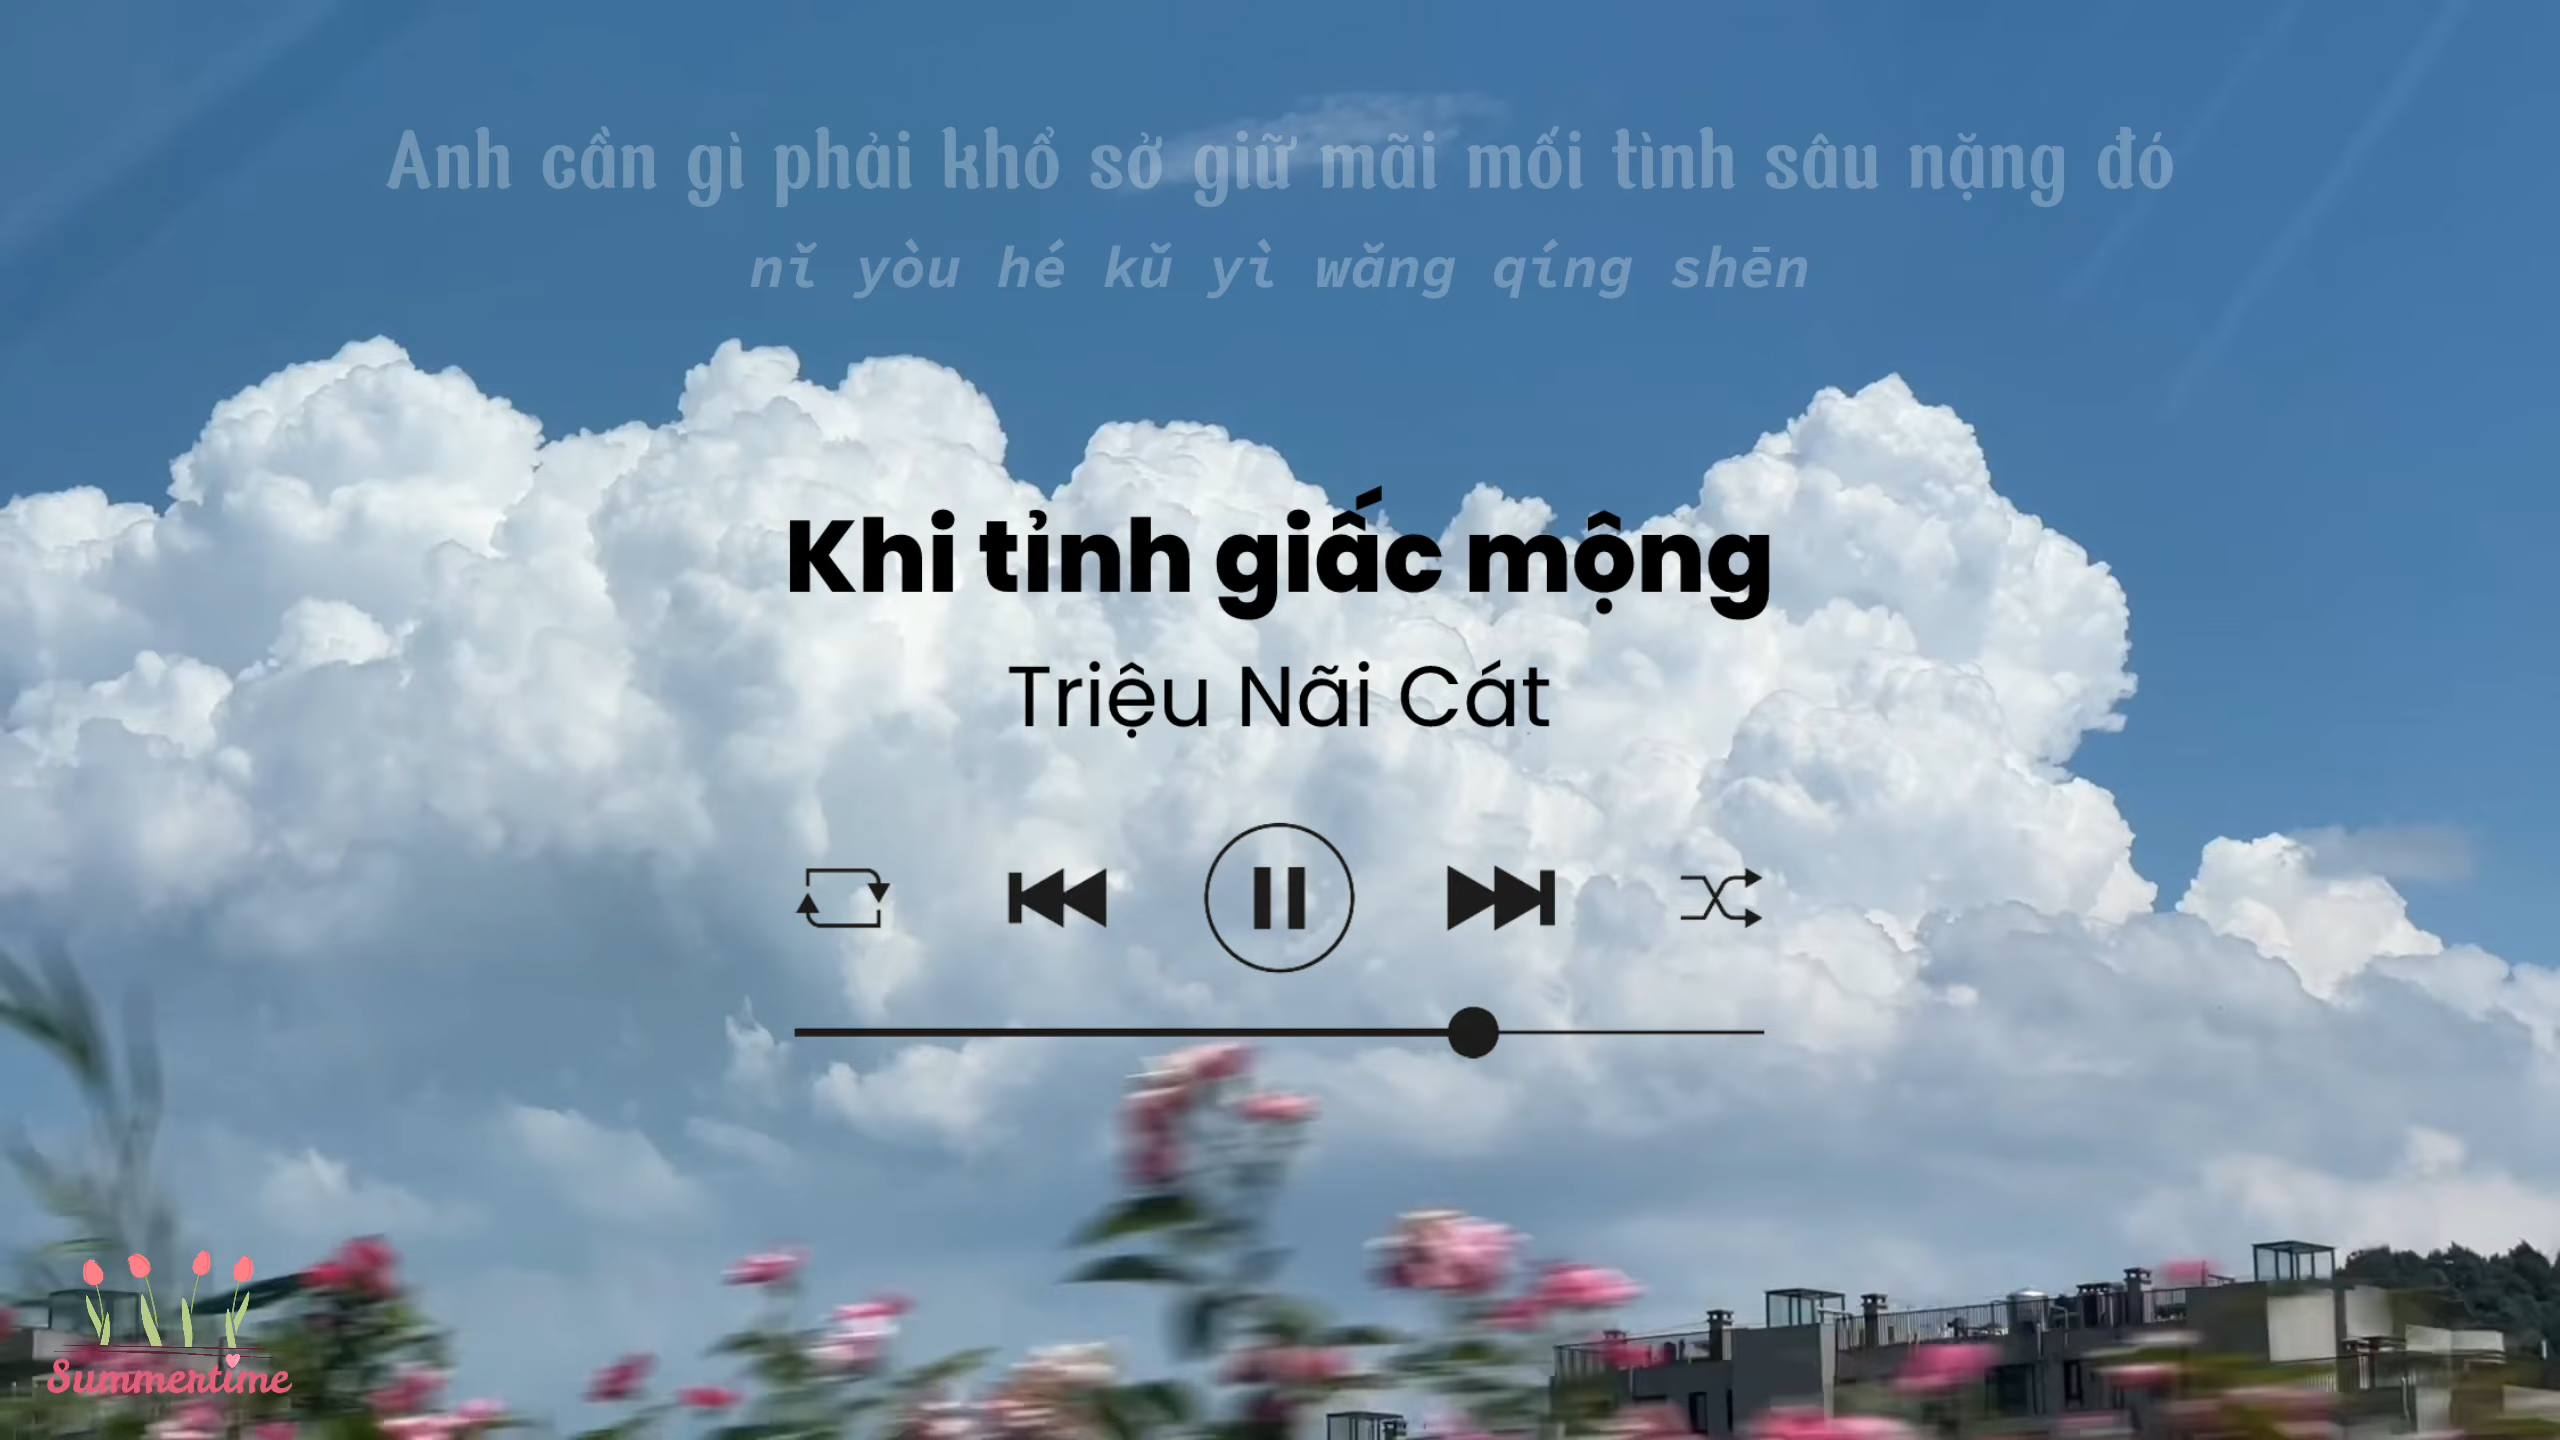 Anh cần gì phải khổ sở giữ mãi mối tình sâu nặng đó
nǐ yòu hé kǔ yì wǎng qíng shēn
Khi tỉnh giấc mộng
Triệu Nãi Cát
Summertime